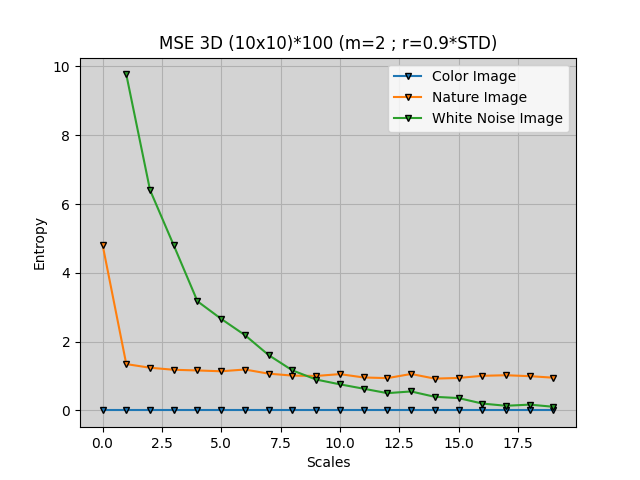 MSE 3D (10x10)*100 (m=2 ; r=0.9*STD)
Color Image
Nature Image
White Noise Image
Entropy
10
8
6
4
2
0
0.0 2.5 5.0 7.5 10.0 12.5 15.0 17.5
Scales